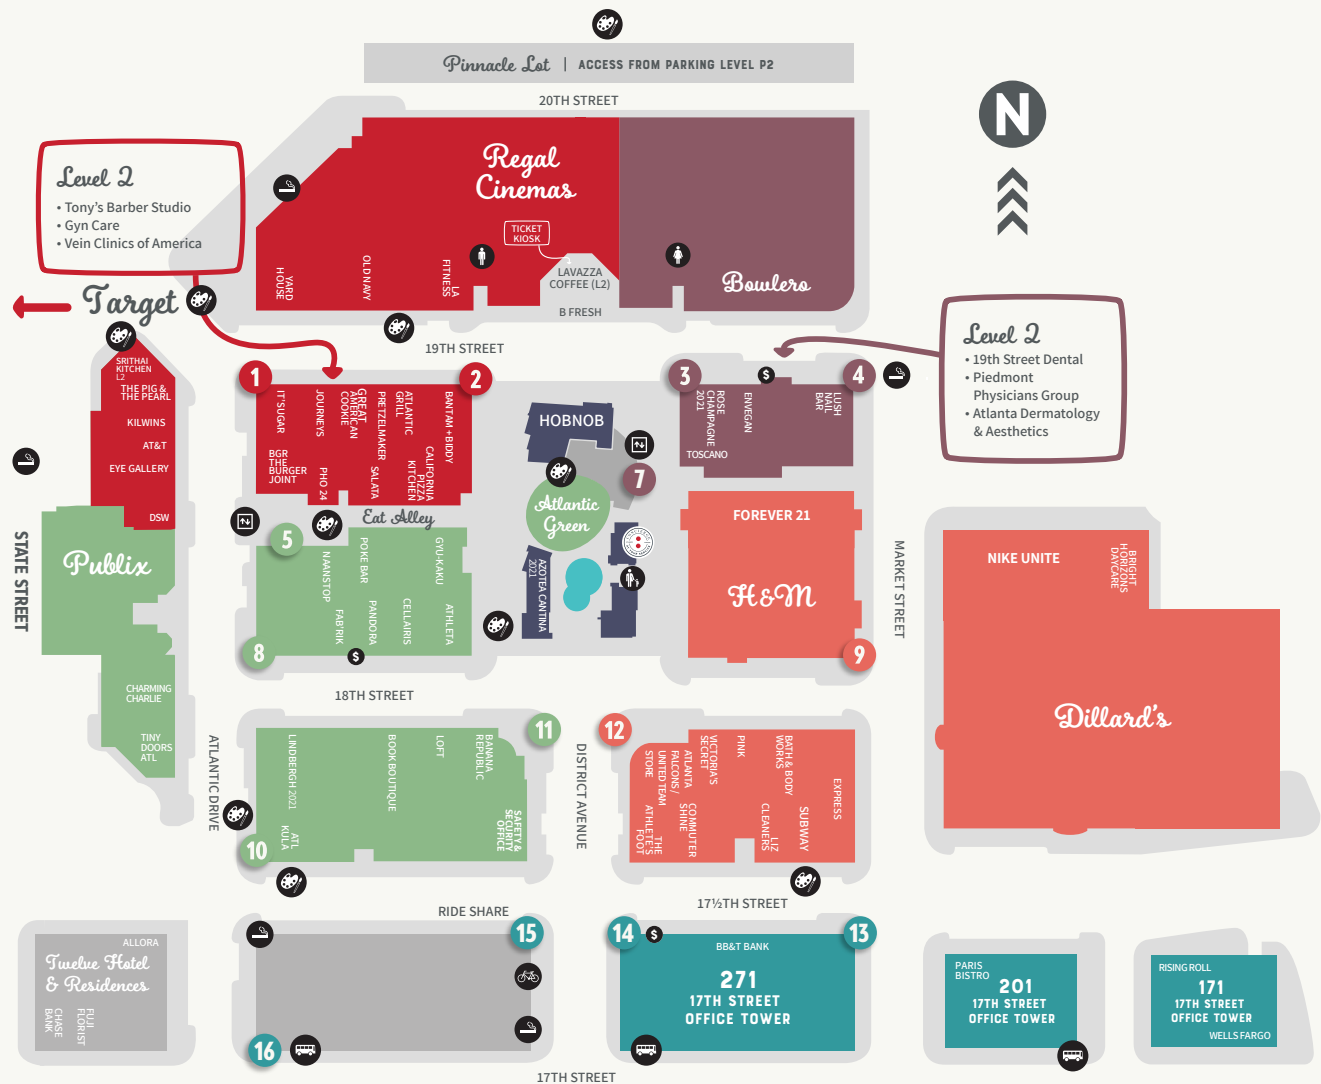 Pinnacle Lot | ACCESS FROM PARKING LEVEL P2
20TH STREET
N
Level 2
• Tony's Barber Studio
• Gyn Care
• Vein Clinics of America
Regal
Cinemas
TICKET
KIOSK
LAVAZZA
COFFEE (L2)
B FRESH
YARD
HOUSE
OLD NAVY
LA
FITNESS
Bowlero
Target
19TH STREET
Level 2
• 19th Street Dental
• Piedmont
Physicians Group
• Atlanta Dermatology
& Aesthetics
SRITHAI
KITCHEN
L2
THE PIG &
THE PEARL
KILWINS
AT&T
EYE GALLERY
DSW
Publix
CHARMING
CHARLIE
TINY
DOORS
ATL
STATE STREET
1
2
IT'SUGAR
JOURNEYS
GREAT
AMERICAN
COOKIE
PRETZELMAKER
ATLANTIC
GRILL
BANTAM + BIDDY
BGR
THE
BURGER
JOINT
PHO 24
SALATA
CALIFORNIA
PIZZA
KITCHEN
Eat Alley
5
NAANSTOP
POKE BAR
GYU-KAKU
FAB'RIK
PANDORA
CELLAIRIS
ATHLETA
8
$
HOBNOB
7
Atlantic
Green
AZOTEA CANTINA
2021
3
$
4
ROSE
CHAMPAGNE
2021
ENVEGAN
LUSH
NAIL
BAR
TOSCANO
FOREVER 21
H&M
9
MARKET STREET
NIKE UNITE
BRIGHT
HORIZONS
DAYCARE
Dillard's
18TH STREET
ATLANTIC DRIVE
11
LINDBERGH 2021
BOOK BOUTIQUE
LOFT
BANANA
REPUBLIC
ATL
KULA
SAFETY &
SECURITY
OFFICE
10
DISTRICT AVENUE
12
ATLANTA
FALCONS/
UNITED TEAM
STORE
VICTORIA'S
SECRET
PINK
BATH & BODY
WORKS
EXPRESS
THE
ATHLETE'S
FOOT
COMMUTER
SHINE
LIZ
CLEANERS
SUBWAY
17½TH STREET
RIDE SHARE
ALLORA
Twelve Hotel
& Residences
CHASE
BANK
FUJI
FLORIST
15
16
14
$
13
BB&T BANK
271
17TH STREET
OFFICE TOWER
PARIS
BISTRO
201
17TH STREET
OFFICE TOWER
RISING ROLL
171
17TH STREET
OFFICE TOWER
WELLS FARGO
17TH STREET